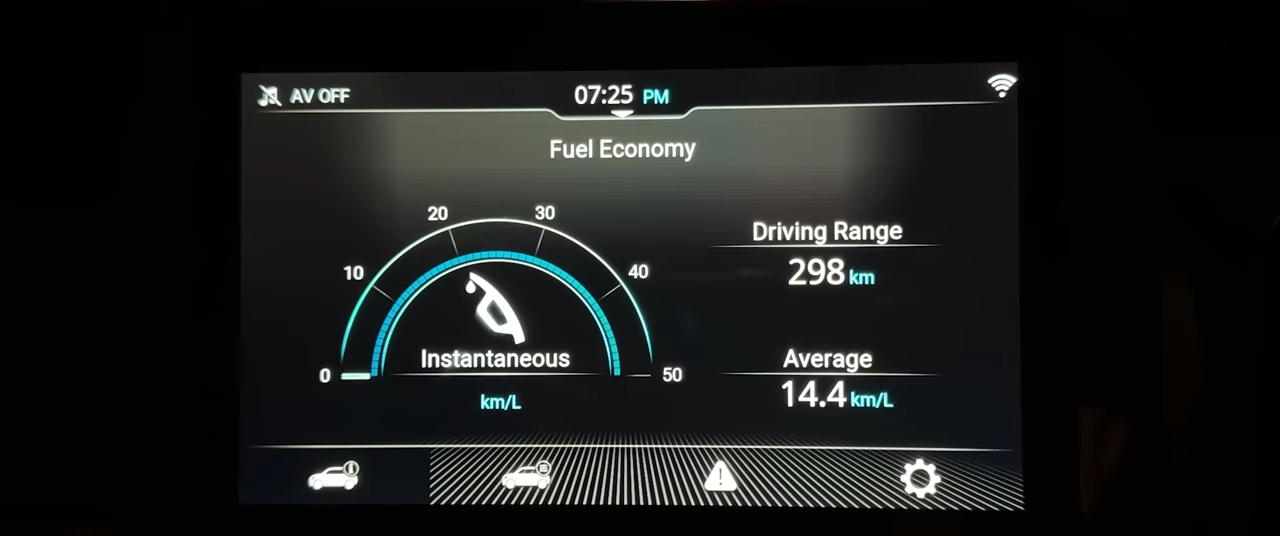 AV OFF
07:25 PM
Fuel Economy
20
30
10
40
0
50
Instantaneous
km/L
Driving Range
298 km
Average
14.4 km/L